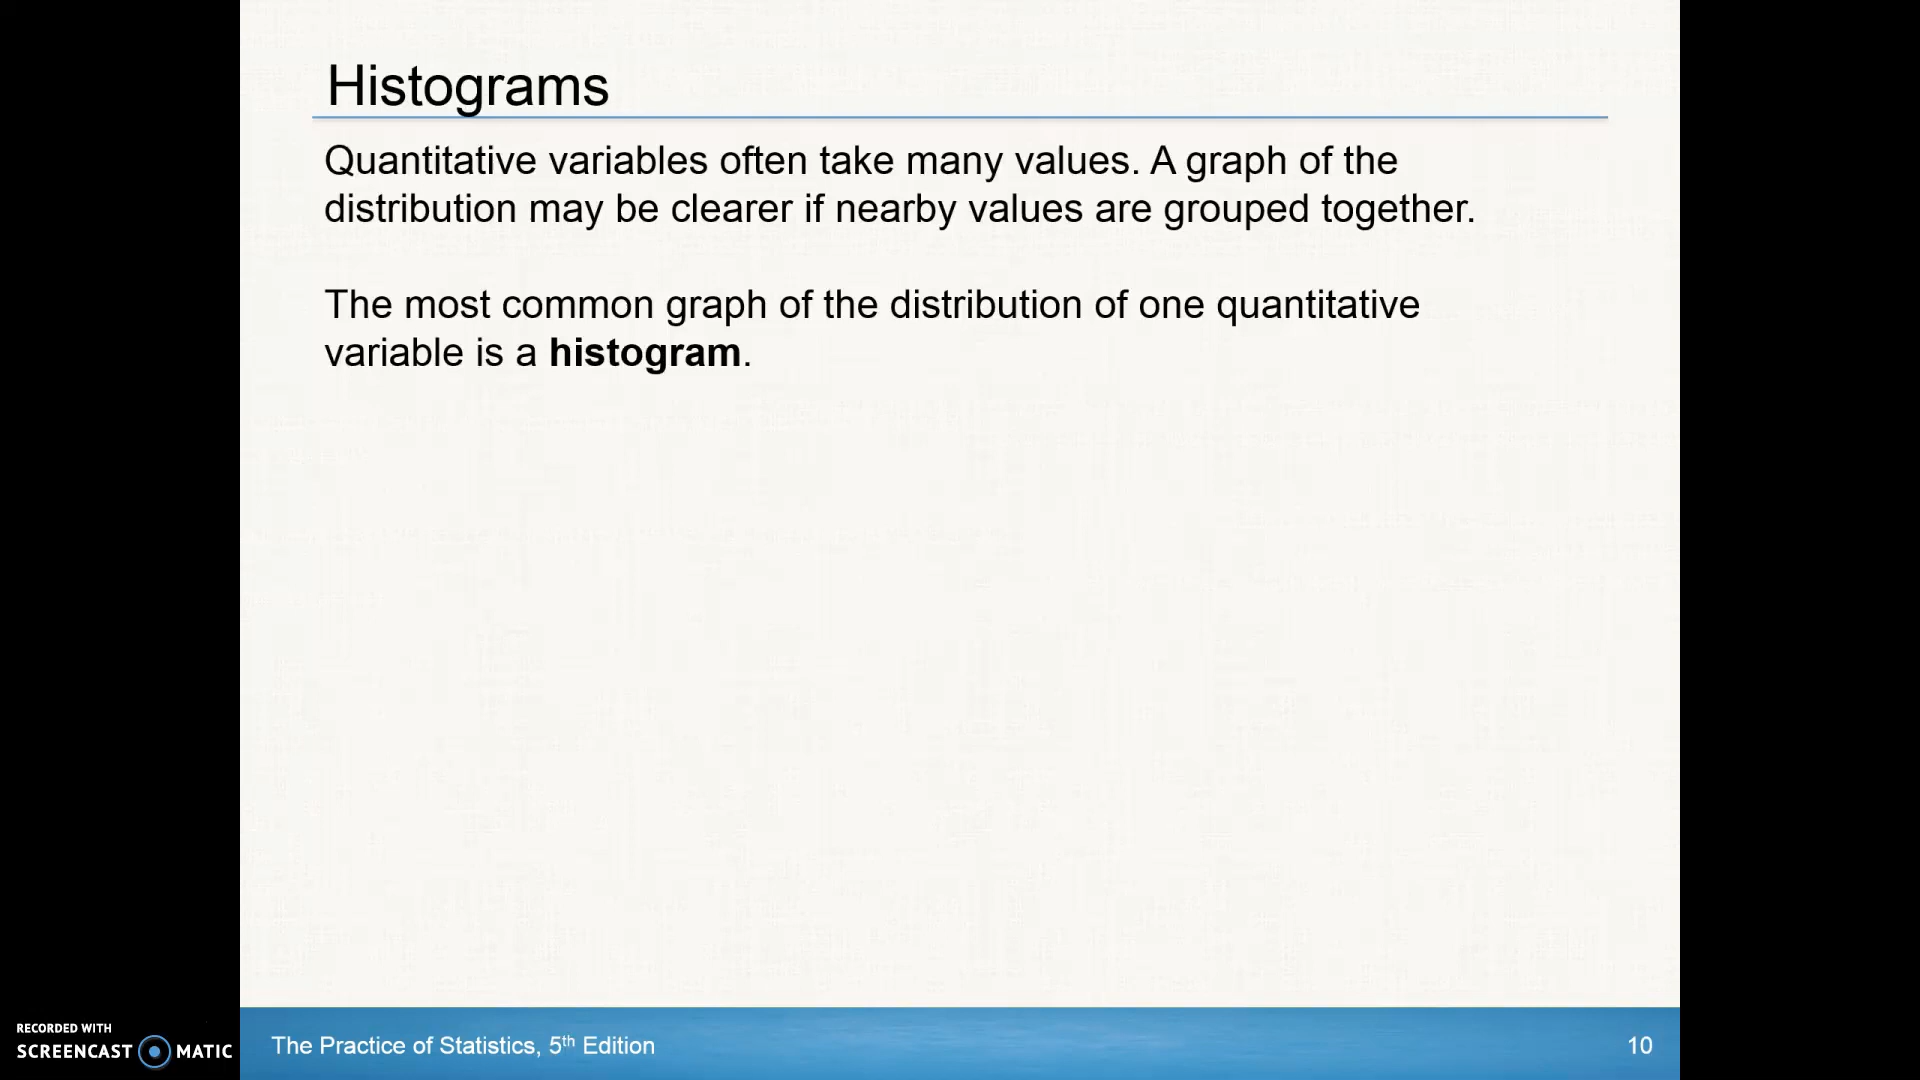 Histograms
Quantitative variables often take many values. A graph of the
distribution may be clearer if nearby values are grouped together.
The most common graph of the distribution of one quantitative
variable is a histogram.
RECORDED WITH
SCREENCAST MATIC
The Practice of Statistics, 5th Edition
10